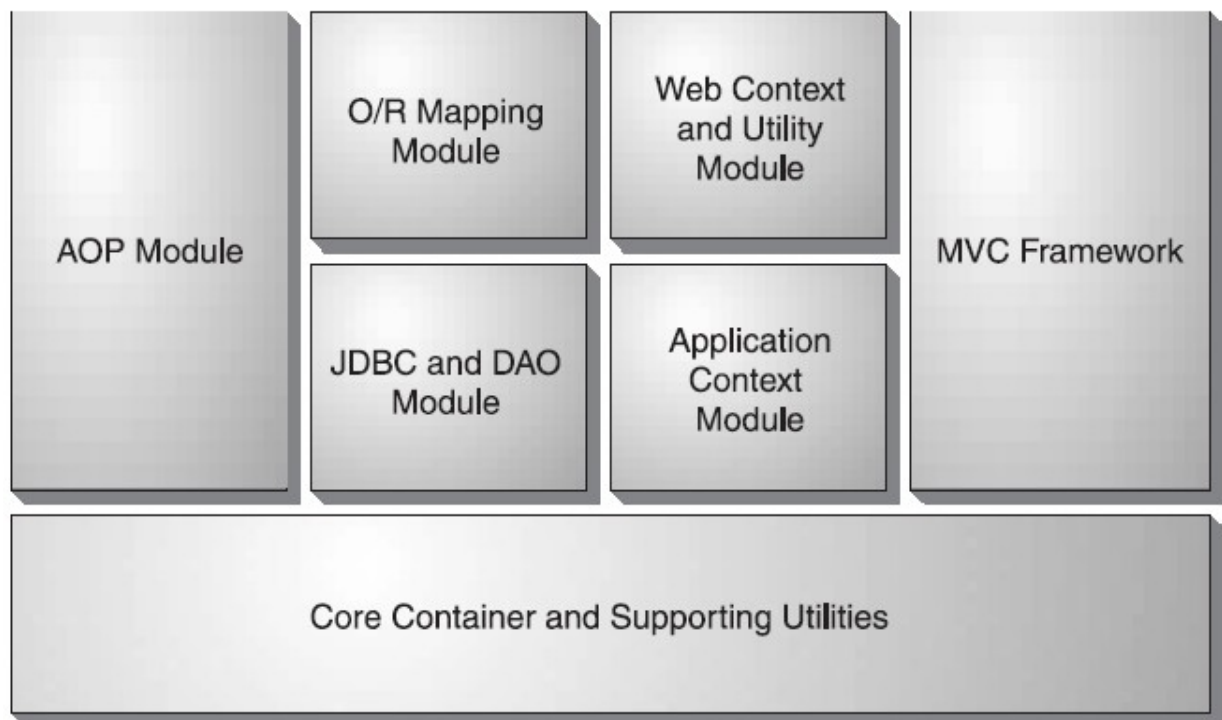 AOP Module
O/R Mapping
Module
Web Context
and Utility
Module
MVC Framework
JDBC and DAO
Module
Application
Context
Module
Core Container and Supporting Utilities